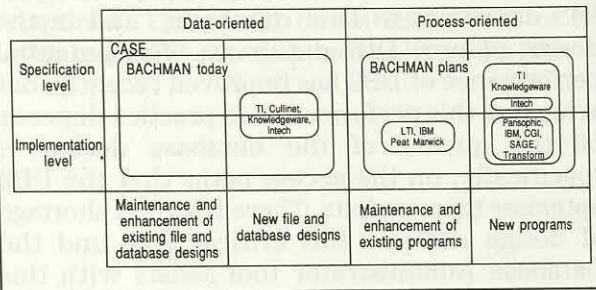 Data-oriented
Process-oriented
CASE
Specification
level
BACHMAN today
BACHMAN plans
TI
Knowledgeware
Intech
TI, Cullinet,
Knowledgeware,
Intech
Implementation
level
LTI, IBM
Peat Marwick
Pansophic,
IBM, CGI,
SAGE,
Transform
Maintenance and
enhancement of
existing file and
database designs
New file and
database designs
Maintenance and
enhancement of
existing programs
New programs